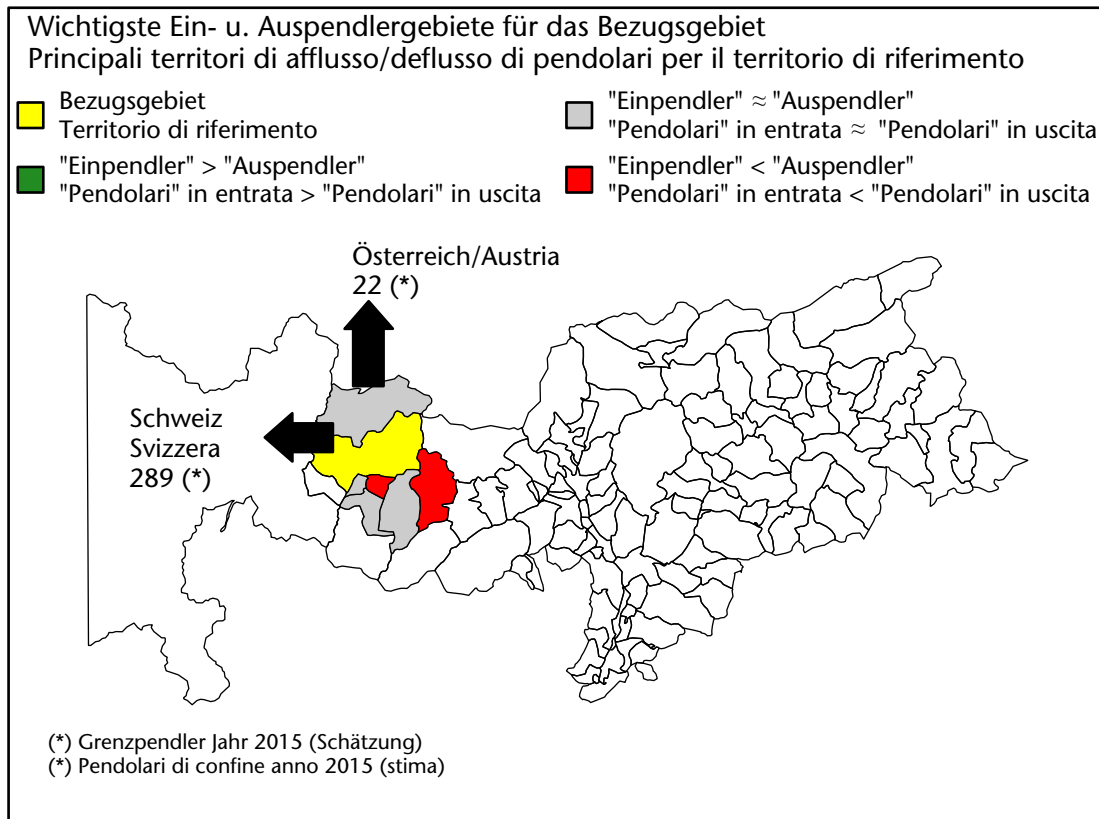 Wichtigste Ein- u. Auspendlergebiete für das Bezugsgebiet
Principali territori di afflusso/deflusso di pendolari per il territorio di riferimento
Bezugsgebiet
Territorio di riferimento
"Einpendler" > "Auspendler"
"Pendolari" in entrata > "Pendolari" in uscita
"Einpendler" ≈ "Auspendler"
"Pendolari" in entrata ≈ "Pendolari" in uscita
"Einpendler" < "Auspendler"
"Pendolari" in entrata < "Pendolari" in uscita
Österreich/Austria
22 (*)
Schweiz
Svizzera
289 (*)
(*) Grenzpendler Jahr 2015 (Schätzung)
(*) Pendolari di confine anno 2015 (stima)